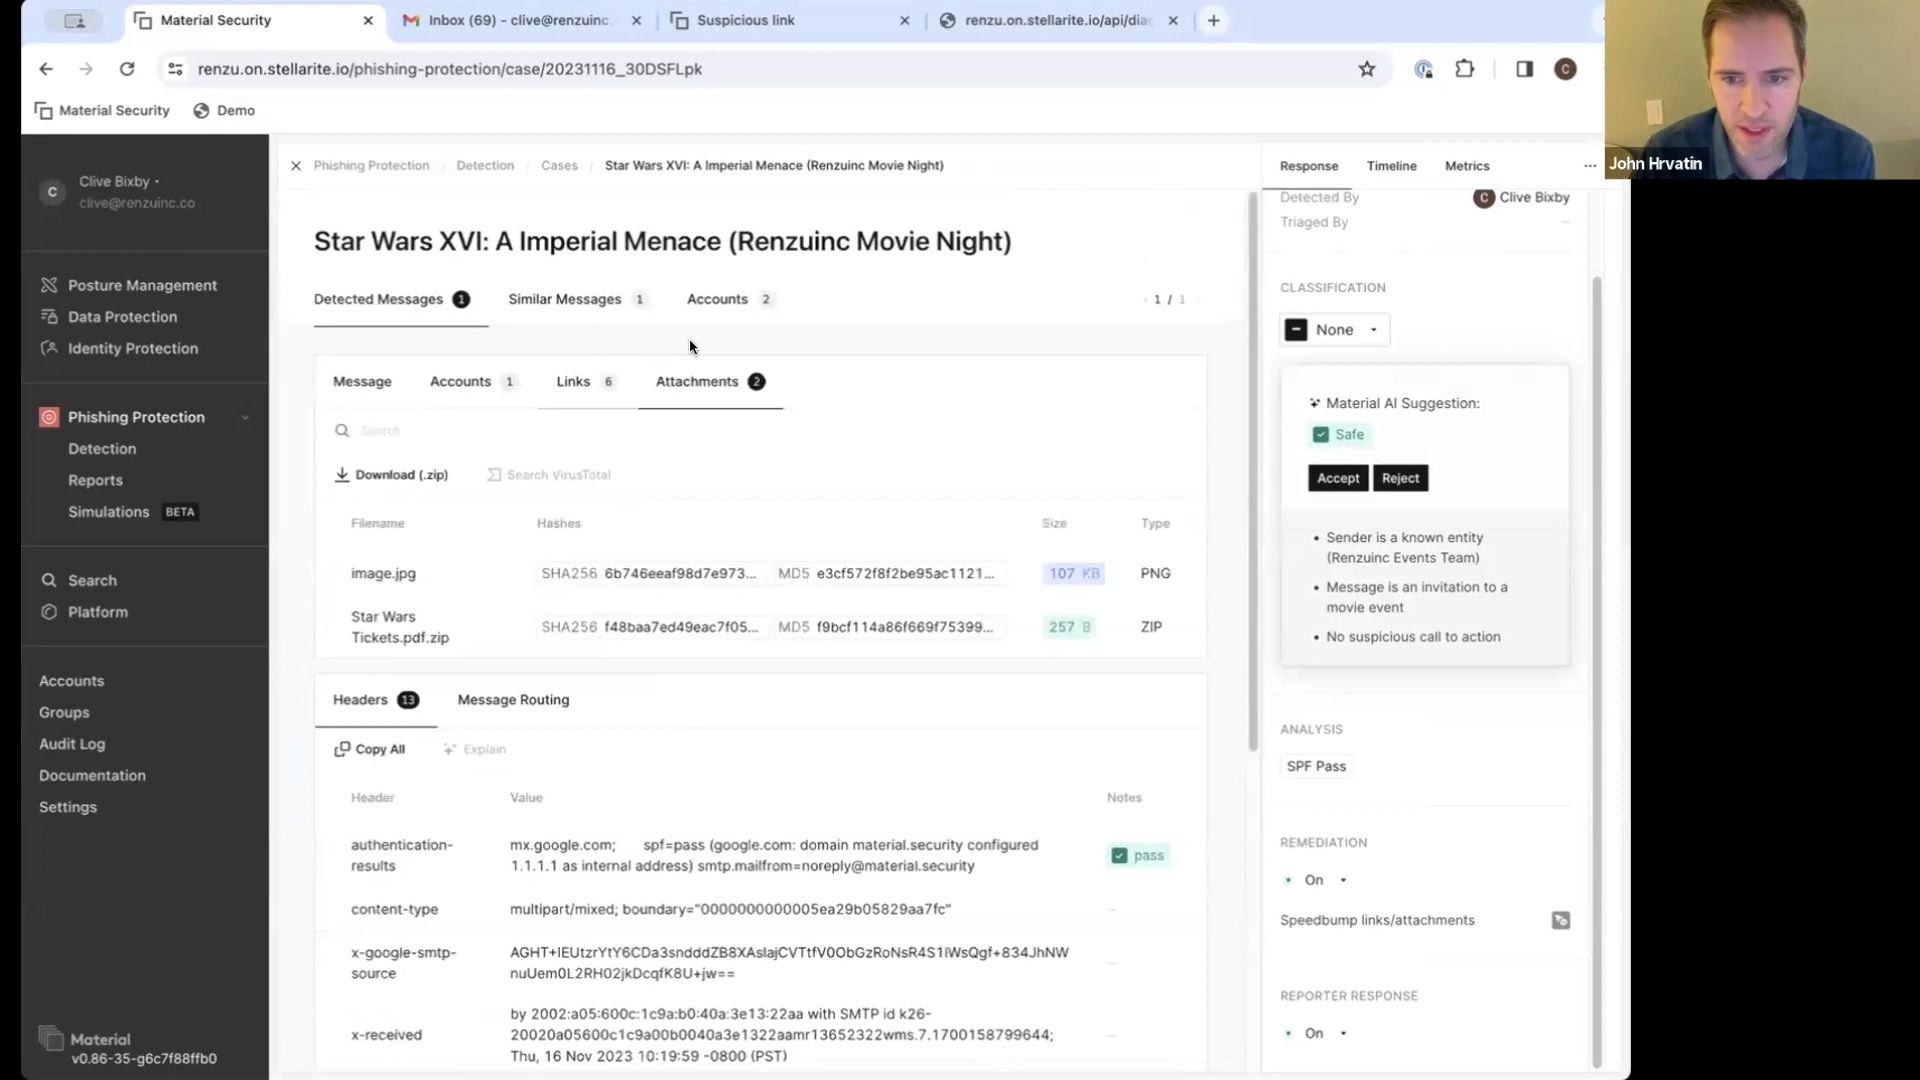 Material Security
Inbox (69) - clive@renzuinc.
Suspicious link
renzu.on.stellarite.io/api/dia
renzu.on.stellarite.io/phishing-protection/case/20231116_30DSFLpk
C
Material Security
Demo
John Hrvatin
C
Clive Bixby
clive@renzuinc.co
Posture Management
Data Protection
Identity Protection
Phishing Protection
Detection
Reports
Simulations BETA
Search
Platform
Accounts
Groups
Audit Log
Documentation
Settings
Material
v0.86-35-g6c7f88ffb0
Phishing Protection / Detection / Cases / Star Wars XVI: A Imperial Menace (Renzuinc Movie Night)
Star Wars XVI: A Imperial Menace (Renzuinc Movie Night)
Detected Messages 1 Similar Messages 1 Accounts 2
1 / 1
Message Accounts 1 Links 6 Attachments 2
Search
Download (.zip) Search VirusTotal
Filename Hashes Size Type
image.jpg SHA256 6b746eeaf98d7e973... MD5 e3cf572f8f2be95ac1121... 107 KB PNG
Star Wars
Tickets.pdf.zip SHA256 f48baa7ed49eac7f05... MD5 f9bcf114a86f669f75399... 257 B ZIP
Headers 13 Message Routing
Copy All Explain
Header Value Notes
authentication-
results
mx.google.com; spf=pass (google.com: domain material.security configured
1.1.1.1 as internal address) smtp.mailfrom=noreply@material.security
pass
content-type multipart/mixed; boundary="0000000000005ea29b05829aa7fc"
x-google-smtp-
source
x-received
by 2002:a05:600c:1c9a:b0:40a:3e13:22aa with SMTP id k26-
20020a05600c1c9a00b0040a3e1322aamr13652322wms.7.1700158799644;
Thu, 16 Nov 2023 10:19:59 -0800 (PST)
Response Timeline Metrics
Detected By C Clive Bixby
Triaged By
CLASSIFICATION
None
Material AI Suggestion:
Safe
Accept Reject
• Sender is a known entity
(Renzuinc Events Team)
• Message is an invitation to a
movie event
• No suspicious call to action
ANALYSIS
SPF Pass
REMEDIATION
On
Speedbump links/attachments
REPORTER RESPONSE
On